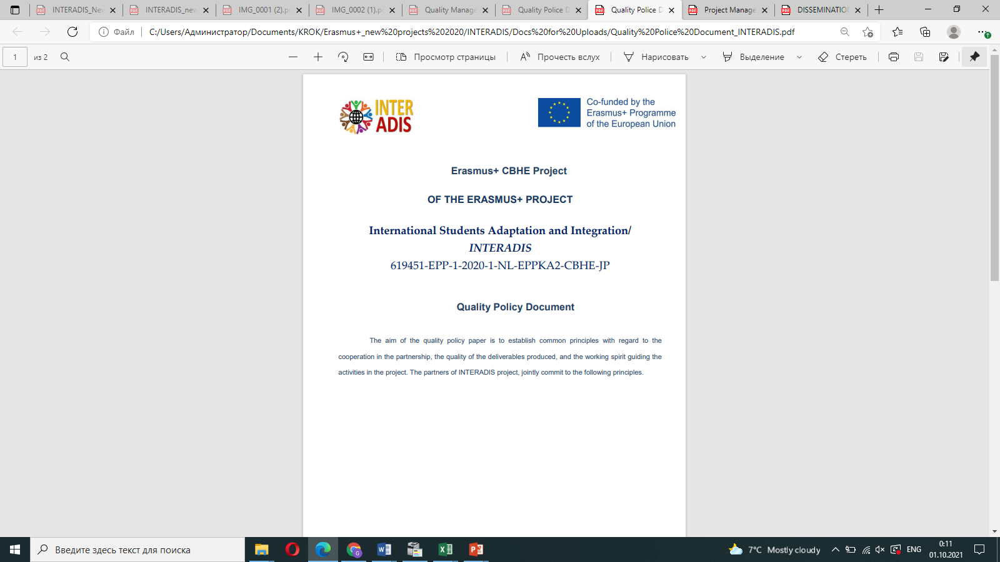 INTERADIS_Nev
INTERADIS_new
IMG_0001 (2).p
IMG_0002 (1).p
Quality Manage
Quality Police D
Quality Police D
Project Manage
DISSEMINATIO
Файл
C:/Users/Администратор/Documents/KROK/Erasmus+_new%20projects%202020/INTERADIS/Docs%20for%20Uploads/Quality%20Police%20Document_INTERADIS.pdf
1
из 2
Просмотр страницы
Прочесть вслух
Нарисовать
Выделение
Стереть
INTER
ADIS
Co-funded by the
Erasmus+ Programme
of the European Union
Erasmus+ CBHE Project
OF THE ERASMUS+ PROJECT
International Students Adaptation and Integration/
INTERADIS
619451-EPP-1-2020-1-NL-EPPKA2-CBHE-JP
Quality Policy Document
The aim of the quality policy paper is to establish common principles with regard to the
cooperation in the partnership, the quality of the deliverables produced, and the working spirit guiding the
activities in the project. The partners of INTERADIS project, jointly commit to the following principles.
Введите здесь текст для поиска
7°C Mostly cloudy
ENG
0:11
01.10.2021